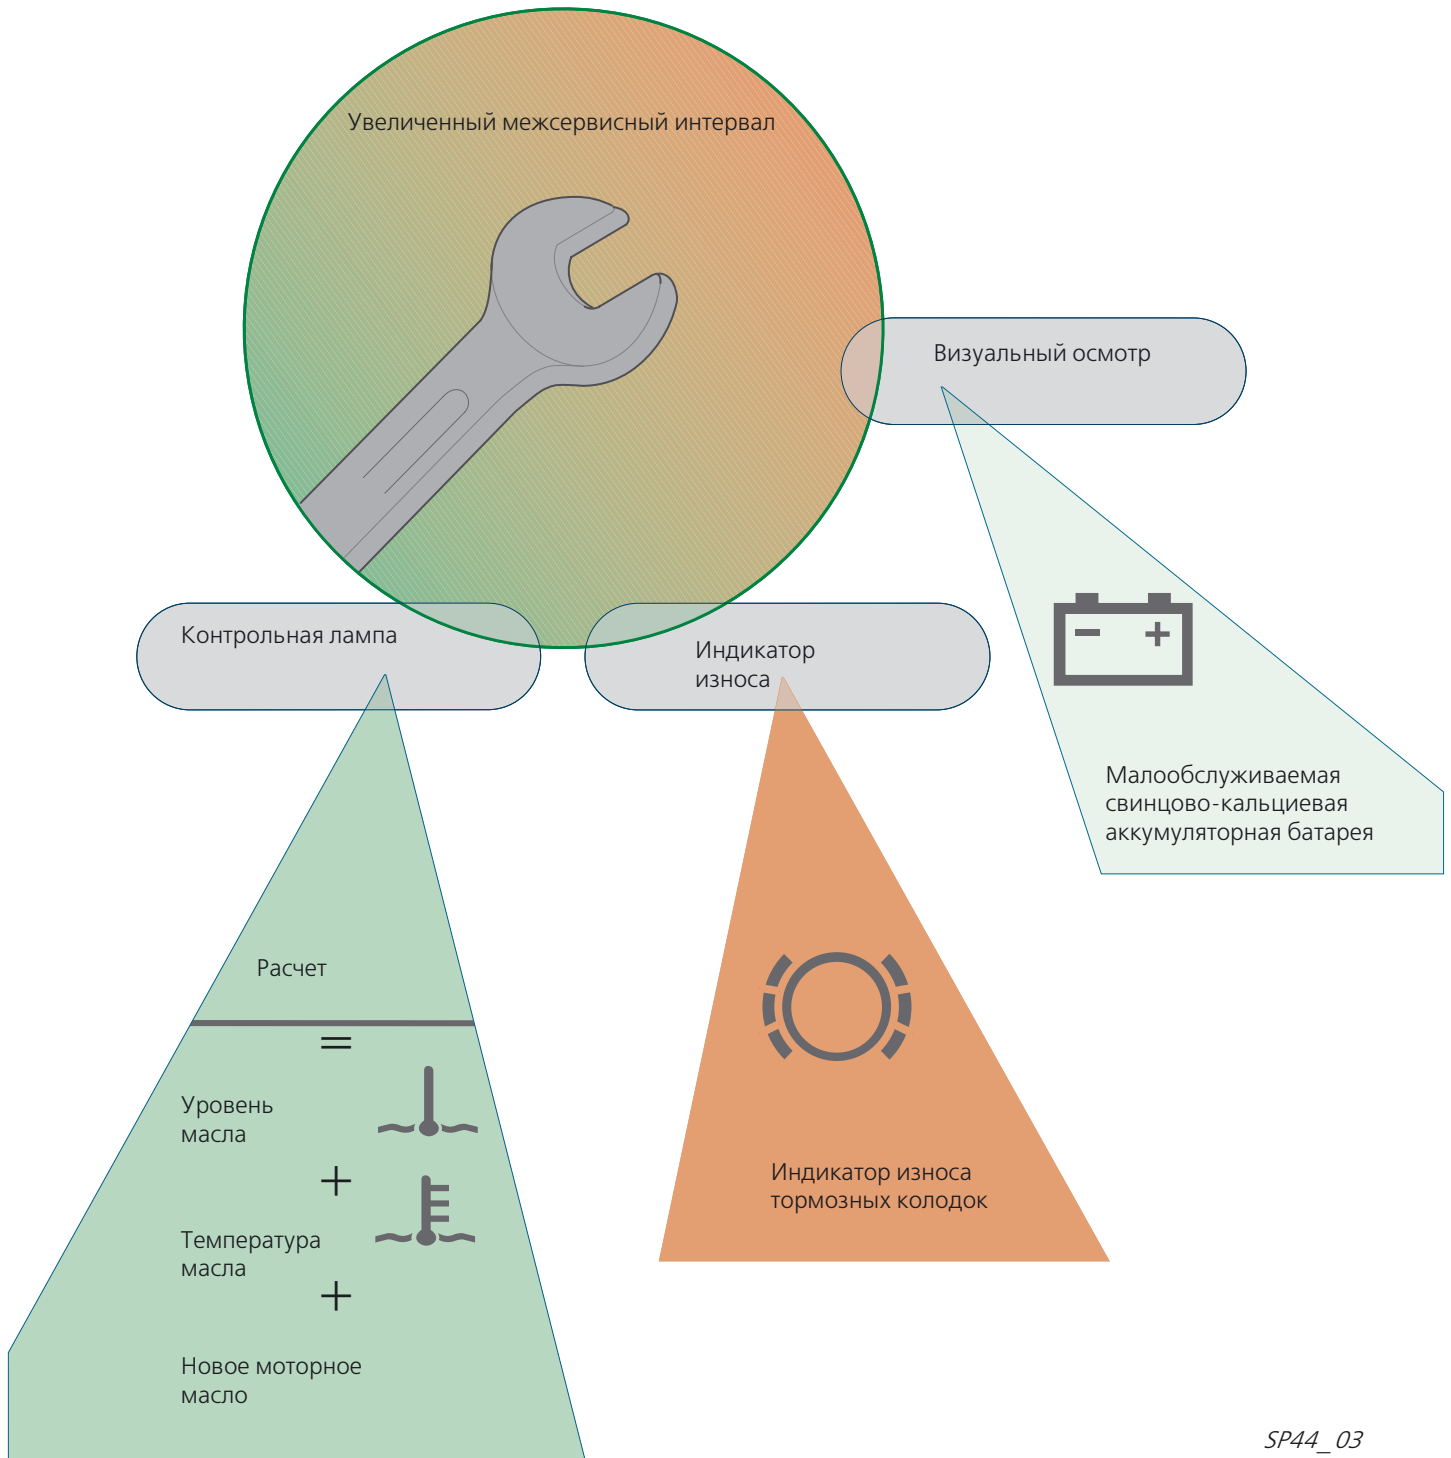 Увеличенный межсервисный интервал
Визуальный осмотр
Контрольная лампа
Индикатор
износа
Малообслуживаемая
свинцово-кальциевая
аккумуляторная батарея
Расчет
=
Уровень
масла
+
Температура
масла
+
Новое моторное
масло
Индикатор износа
тормозных колодок
SP44_03